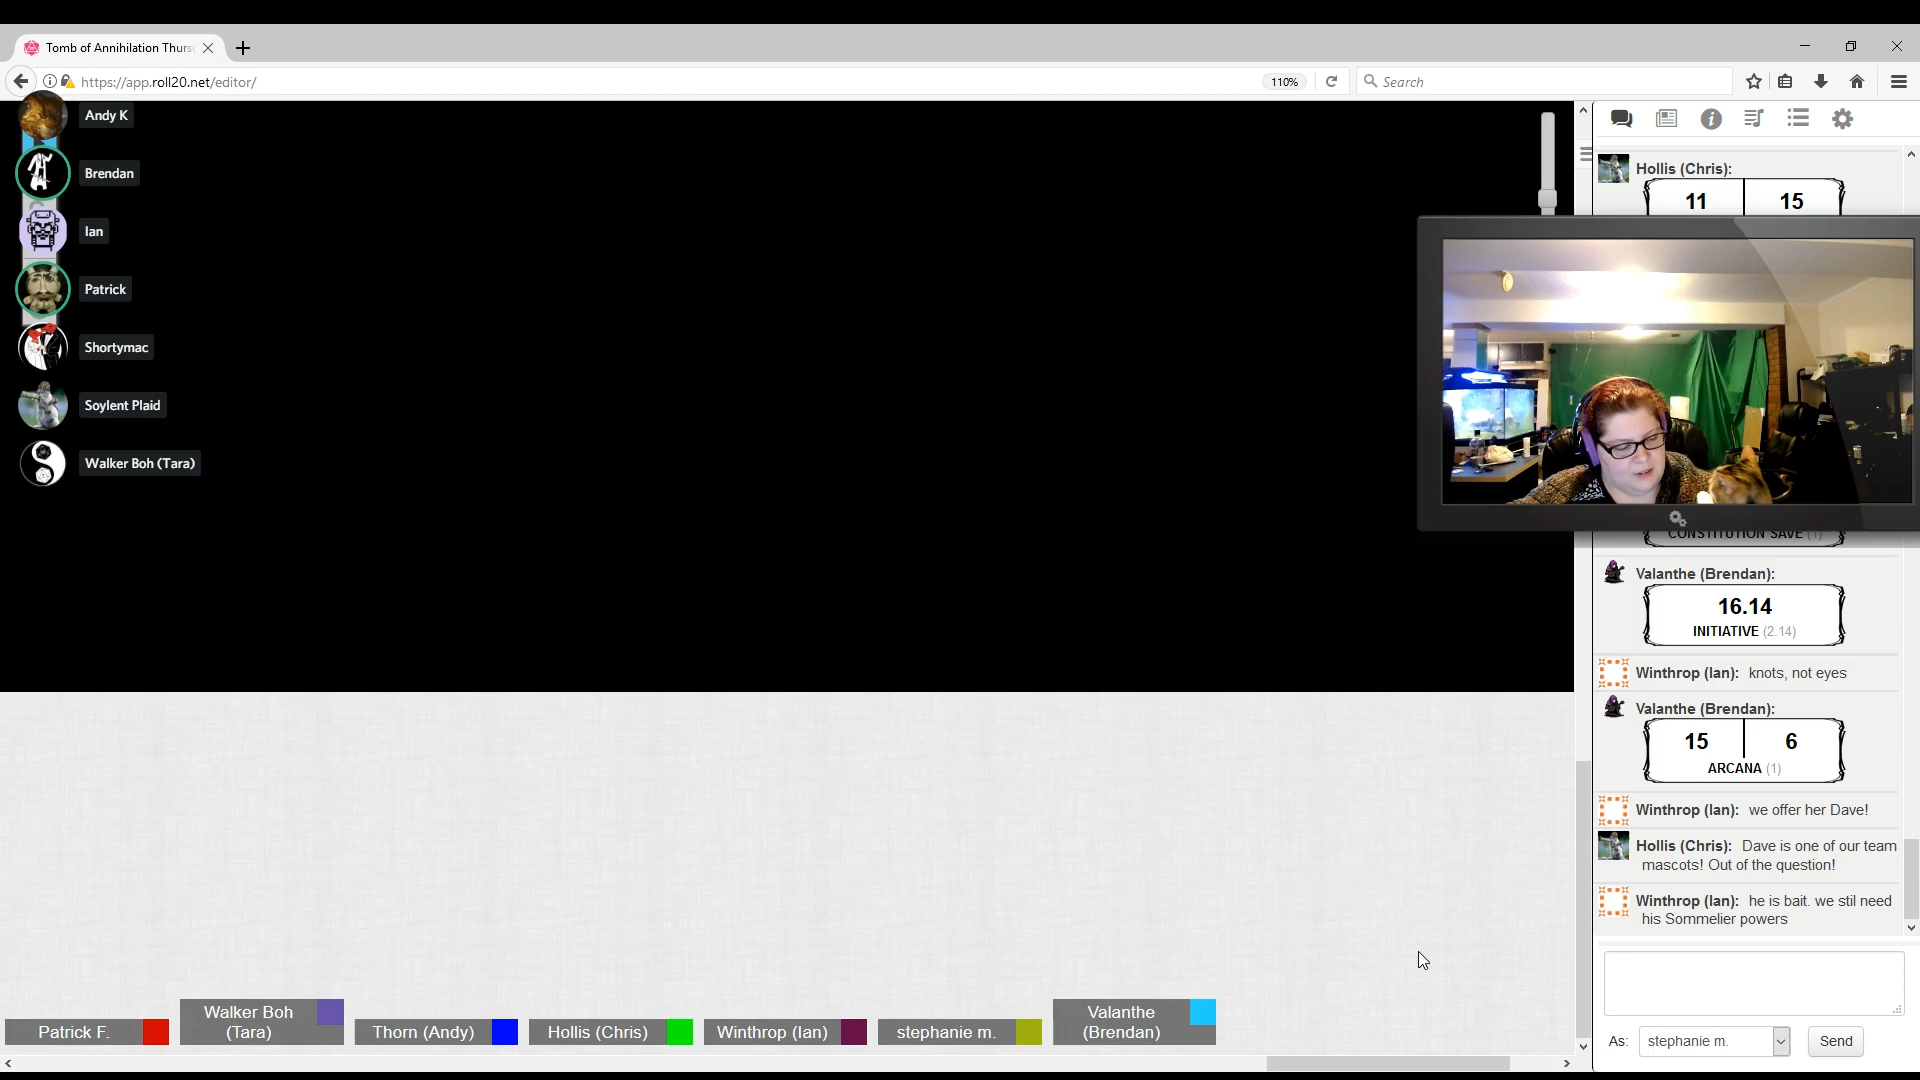 Tomb of Annihilation Thurs
https://app.roll20.net/editor/
110%
Search
Andy K
Brendan
Ian
Patrick
Shortymac
Soylent Plaid
Walker Boh (Tara)
Hollis (Chris):
11 15
CONSTITUTION SAVE (1)
Valanthe (Brendan):
16.14
INITIATIVE (2.14)
Winthrop (Ian): knots, not eyes
Valanthe (Brendan):
15 6
ARCANA (1)
Winthrop (Ian): we offer her Dave!
Hollis (Chris): Dave is one of our team
mascots! Out of the question!
Winthrop (Ian): he is bait. we stil need
his Sommelier powers
As: stephanie m. Send
Patrick F.
Walker Boh
(Tara)
Thorn (Andy)
Hollis (Chris)
Winthrop (Ian)
stephanie m.
Valanthe
(Brendan)